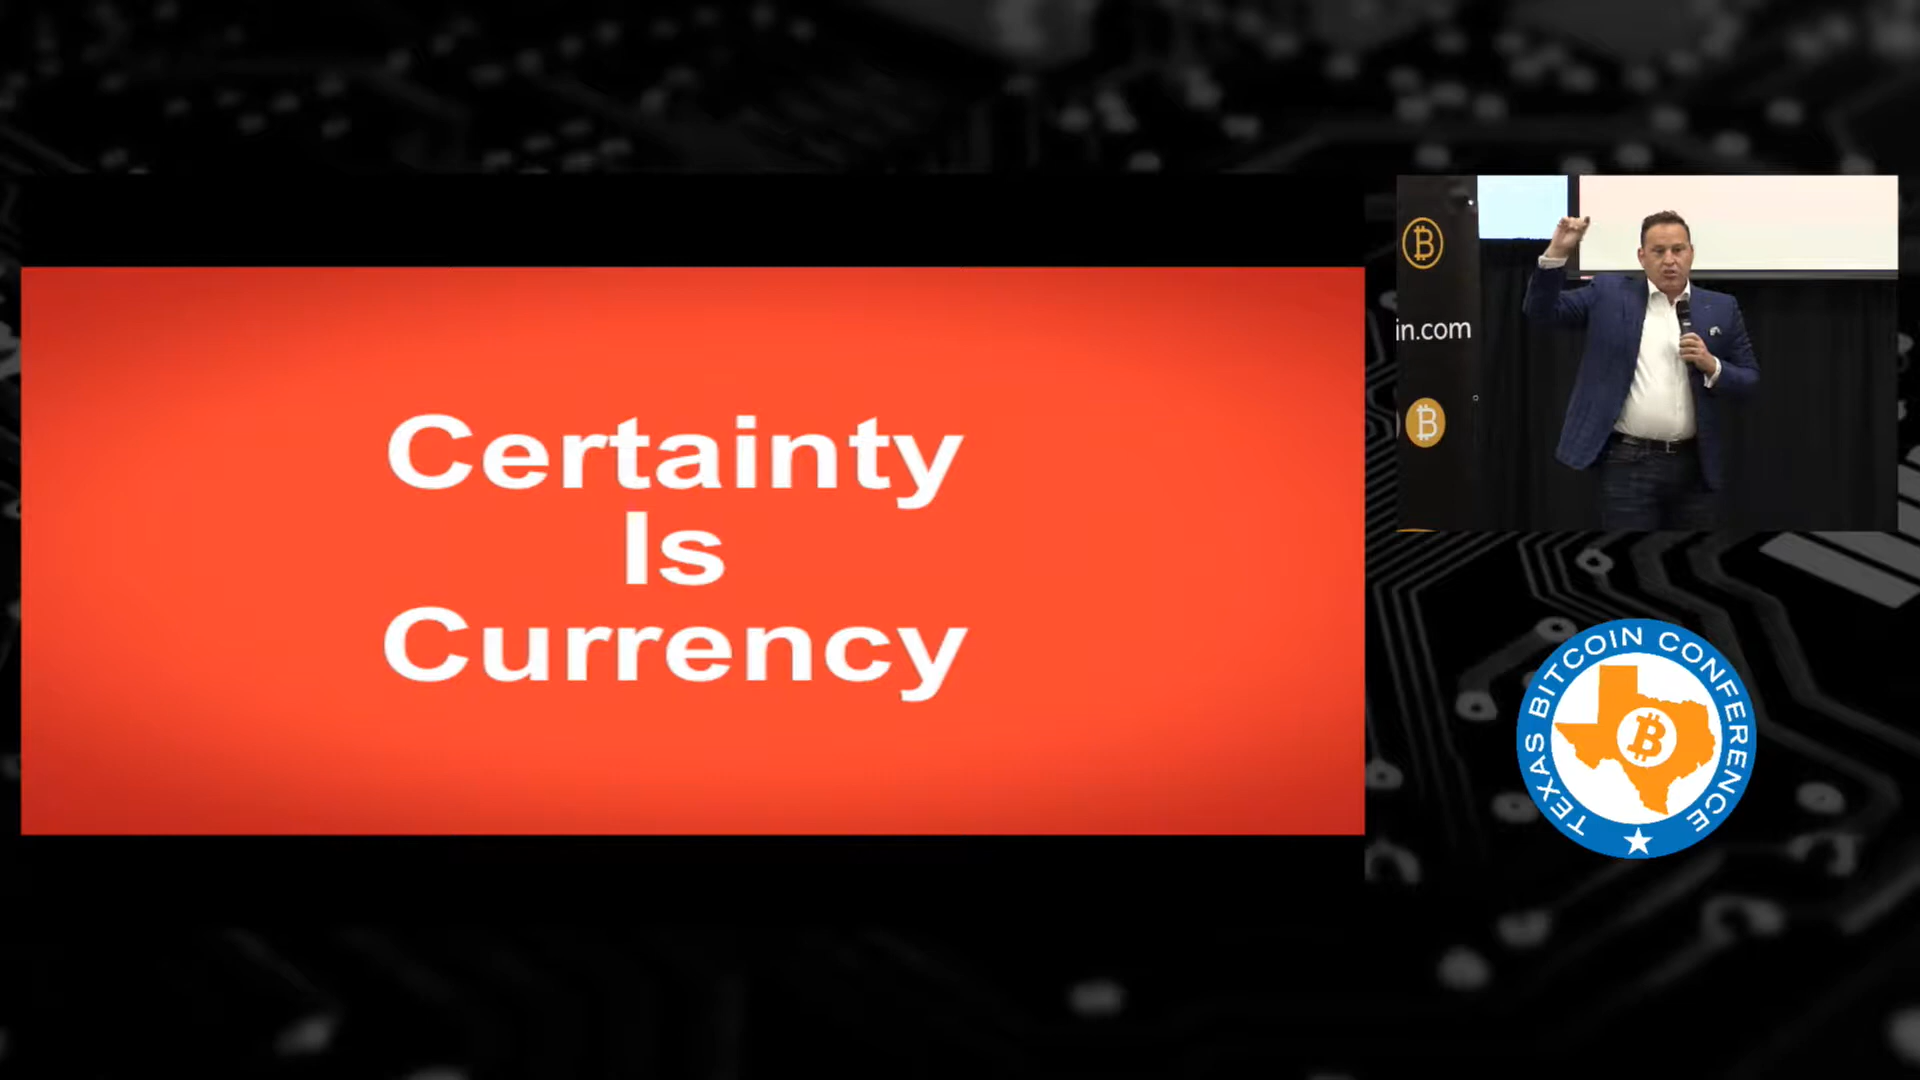 Certainty
Is
Currency
in.com
TEXAS BITCOIN CONFERENCE